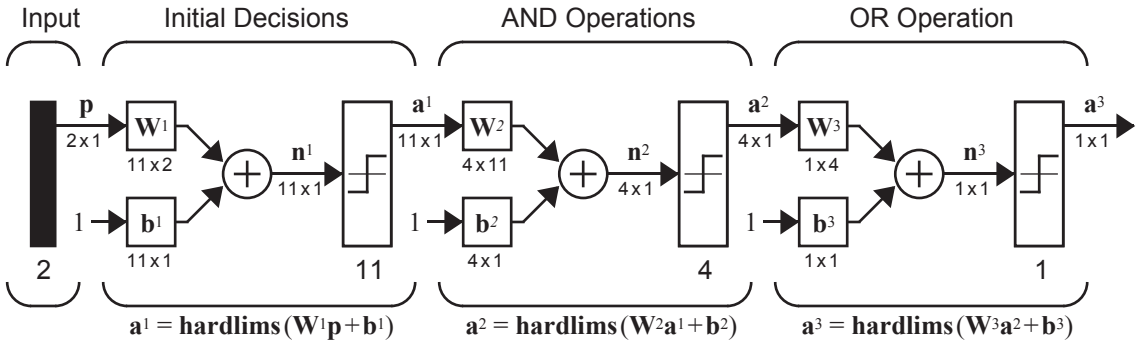 Input Initial Decisions AND Operations OR Operation
p a¹ a² a³
2 x 1 W¹ 11 x 1 W² 4 x 1 W³ 1 x 1
11 x 2 n¹ 4 x 11 n² 1 x 4 n³
11 x 1 4 x 1 1 x 1
1 b¹ 1 b² 1 b³
11 x 1 4 x 1 1 x 1
2 11 4 1
a¹ = hardlims (W¹p + b¹) a² = hardlims (W²a¹ + b²) a³ = hardlims (W³a² + b³)